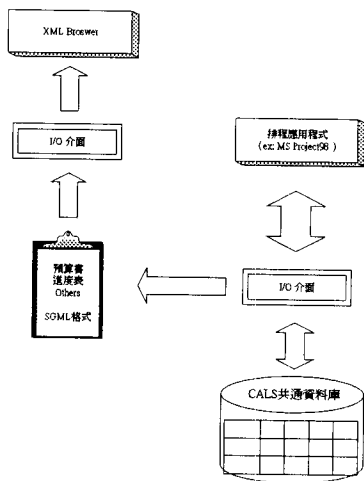 XML Broswer
I/O 介面
排程應用程式
(ex: MS Project98 )
預算書
進度表
Others
SGML格式
I/O 介面
CALS共通資料庫